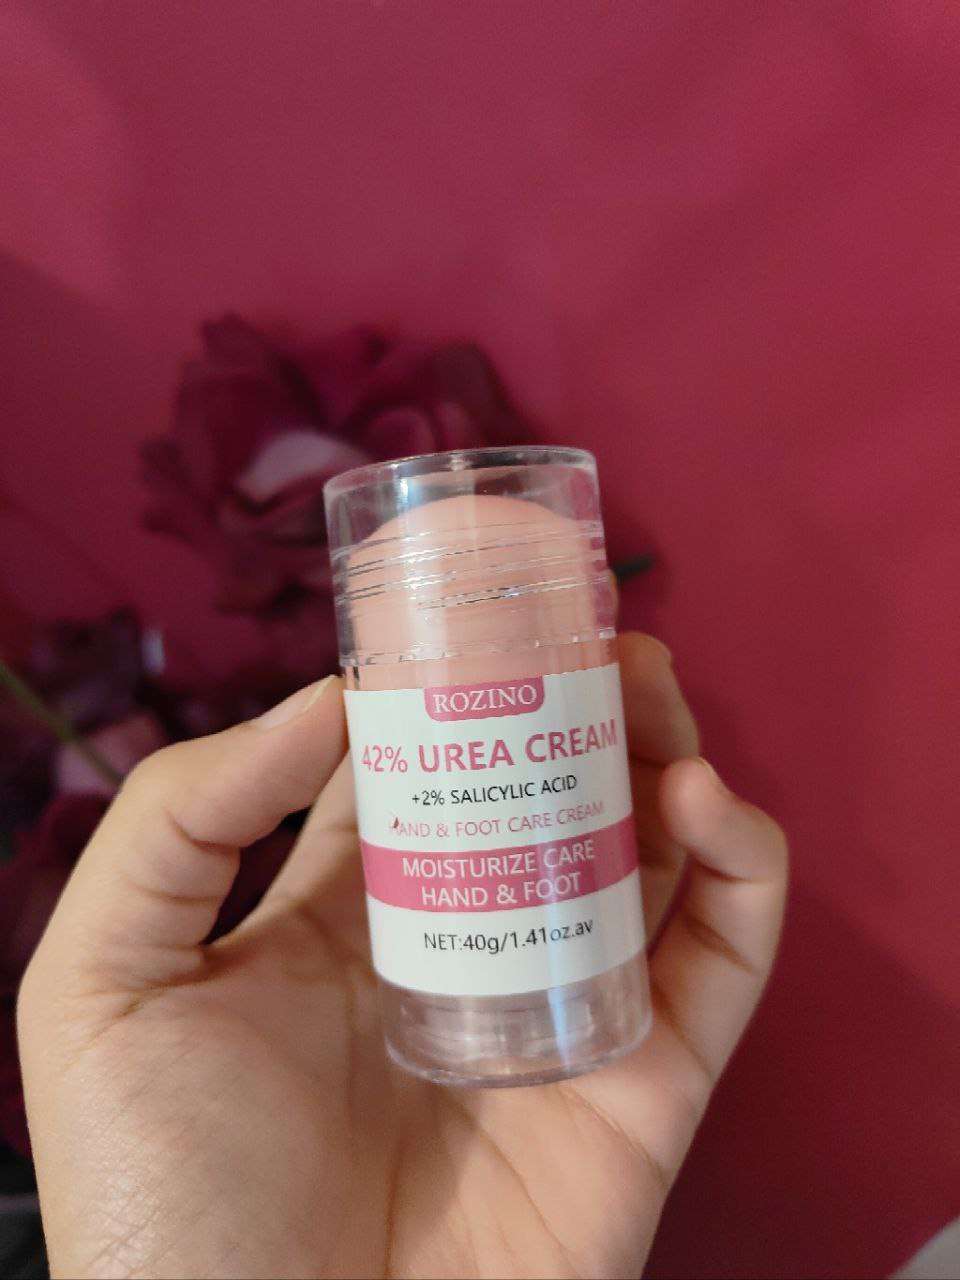 ROZINO
42% UREA CREAM
+2% SALICYLIC ACID
HAND & FOOT CARE CREAM
MOISTURIZE CARE
HAND & FOOT
NET:40g/1.41oz.av